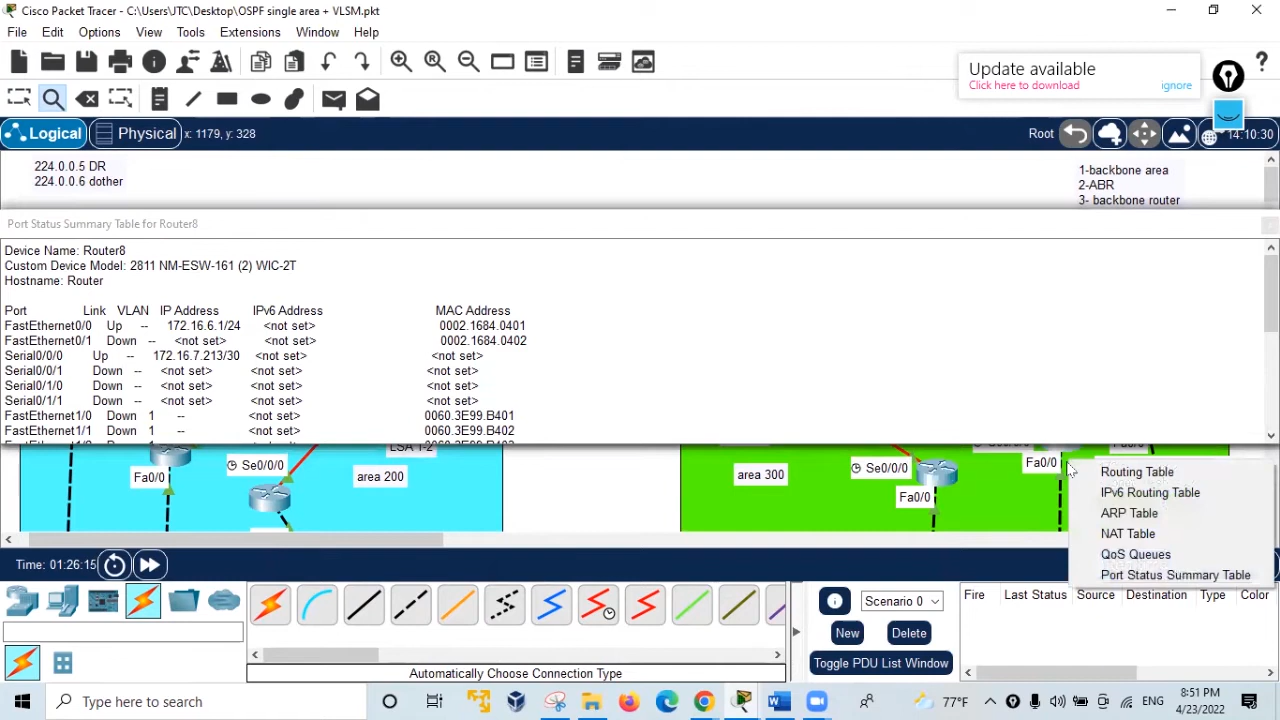 Cisco Packet Tracer - C:\Users\JTC\Desktop\OSPF single area + VLSM.pkt
File Edit Options View Tools Extensions Window Help
Update available
Click here to download ignore
Logical Physical x: 1179, y: 328 Root 14:10:30
224.0.0.5 DR
224.0.0.6 dother
1-backbone area
2-ABR
3- backbone router
Port Status Summary Table for Router8
Device Name: Router8
Custom Device Model: 2811 NM-ESW-161 (2) WIC-2T
Hostname: Router
Port Link VLAN IP Address IPv6 Address MAC Address
FastEthernet0/0 Up -- 172.16.6.1/24 <not set> 0002.1684.0401
FastEthernet0/1 Down -- <not set> <not set> 0002.1684.0402
Serial0/0/0 Up -- 172.16.7.213/30 <not set> <not set>
Serial0/0/1 Down -- <not set> <not set> <not set>
Serial0/1/0 Down -- <not set> <not set> <not set>
Serial0/1/1 Down -- <not set> <not set> <not set>
FastEthernet1/0 Down 1 -- <not set> 0060.3E99.B401
FastEthernet1/1 Down 1 -- <not set> 0060.3E99.B402
LSA 1-2
Fa0/0 Se0/0/0 area 200
area 300 Se0/0/0 Fa0/0 Fa0/0
Routing Table
IPv6 Routing Table
ARP Table
NAT Table
QoS Queues
Port Status Summary Table
Time: 01:26:15
Scenario 0
New Delete
Toggle PDU List Window
Fire Last Status Source Destination Type Color
Automatically Choose Connection Type
Type here to search
77°F ENG 8:51 PM
4/23/2022